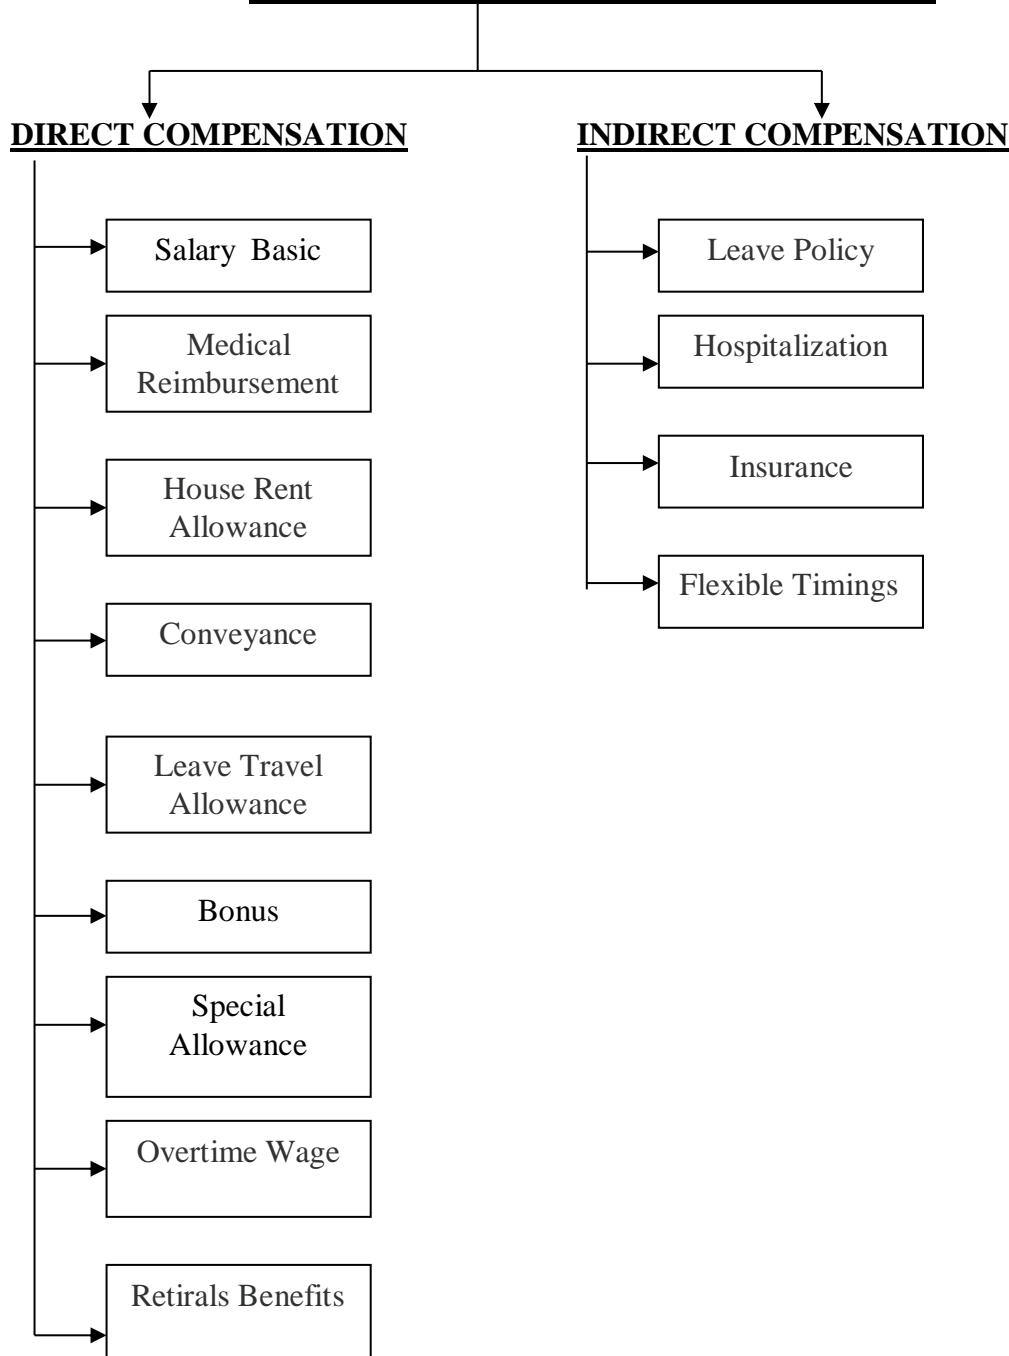 DIRECT COMPENSATION
INDIRECT COMPENSATION
Salary Basic
Medical
Reimbursement
House Rent
Allowance
Conveyance
Leave Travel
Allowance
Bonus
Special
Allowance
Overtime Wage
Retirals Benefits
Leave Policy
Hospitalization
Insurance
Flexible Timings